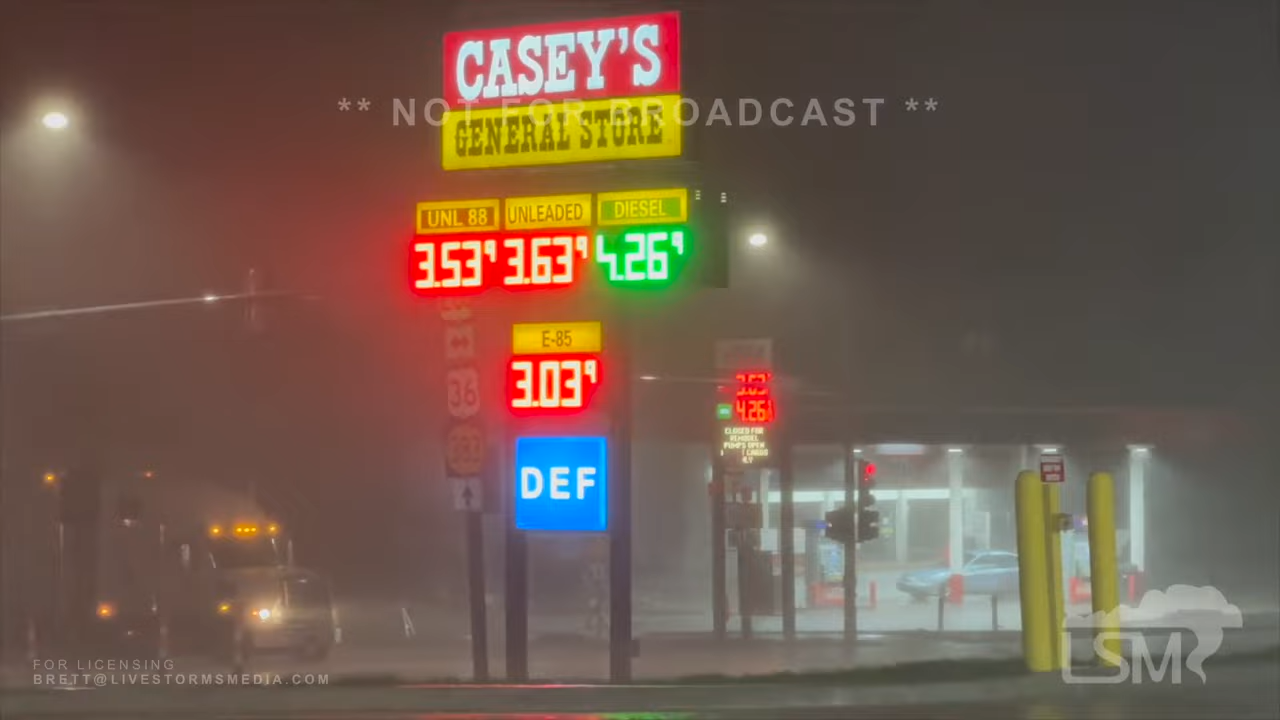 CASEY'S
** NOT FOR BROADCAST **
GENERAL STORE
UNL 88 UNLEADED DIESEL
3.53⁹ 3.63⁹ 4.26⁹
E-85
3.03⁹
36
DEF
4.26
CLOSED FOR
REMODEL
PUMPS OPEN
FOR LICENSING
BRETT@LIVESTORMSMEDIA.COM
LSM